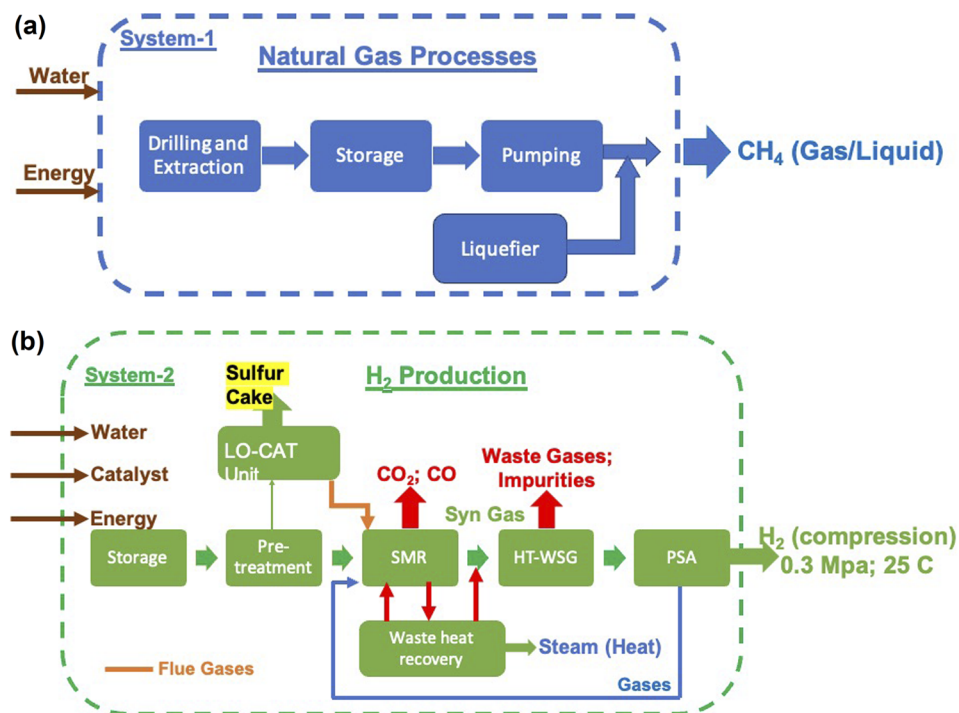 (a)
System-1
Natural Gas Processes
Water
Energy
Drilling and
Extraction
Storage
Pumping
CH₄ (Gas/Liquid)
Liquefier
(b)
System-2
Sulfur
Cake
H₂ Production
Water
Catalyst
Energy
LO-CAT
Unit
CO₂; CO
Waste Gases;
Impurities
Syn Gas
Storage
Pre-
treatment
SMR
HT-WSG
PSA
H₂ (compression)
0.3 Mpa; 25 C
Waste heat
recovery
Steam (Heat)
Flue Gases
Gases